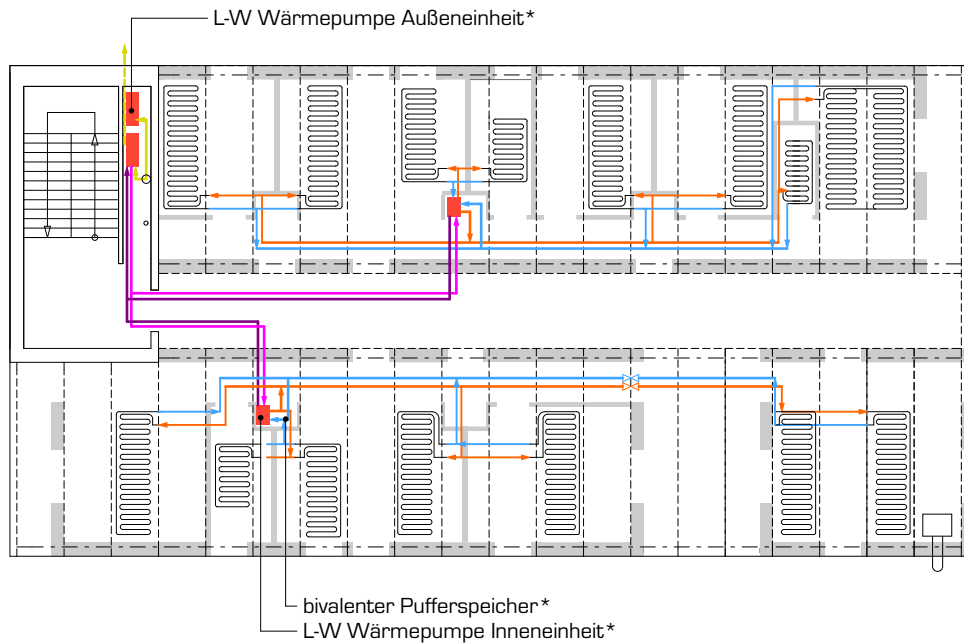 L-W Wärmepumpe Außeneinheit*
bivalenter Pufferspeicher*
L-W Wärmepumpe Inneneinheit*